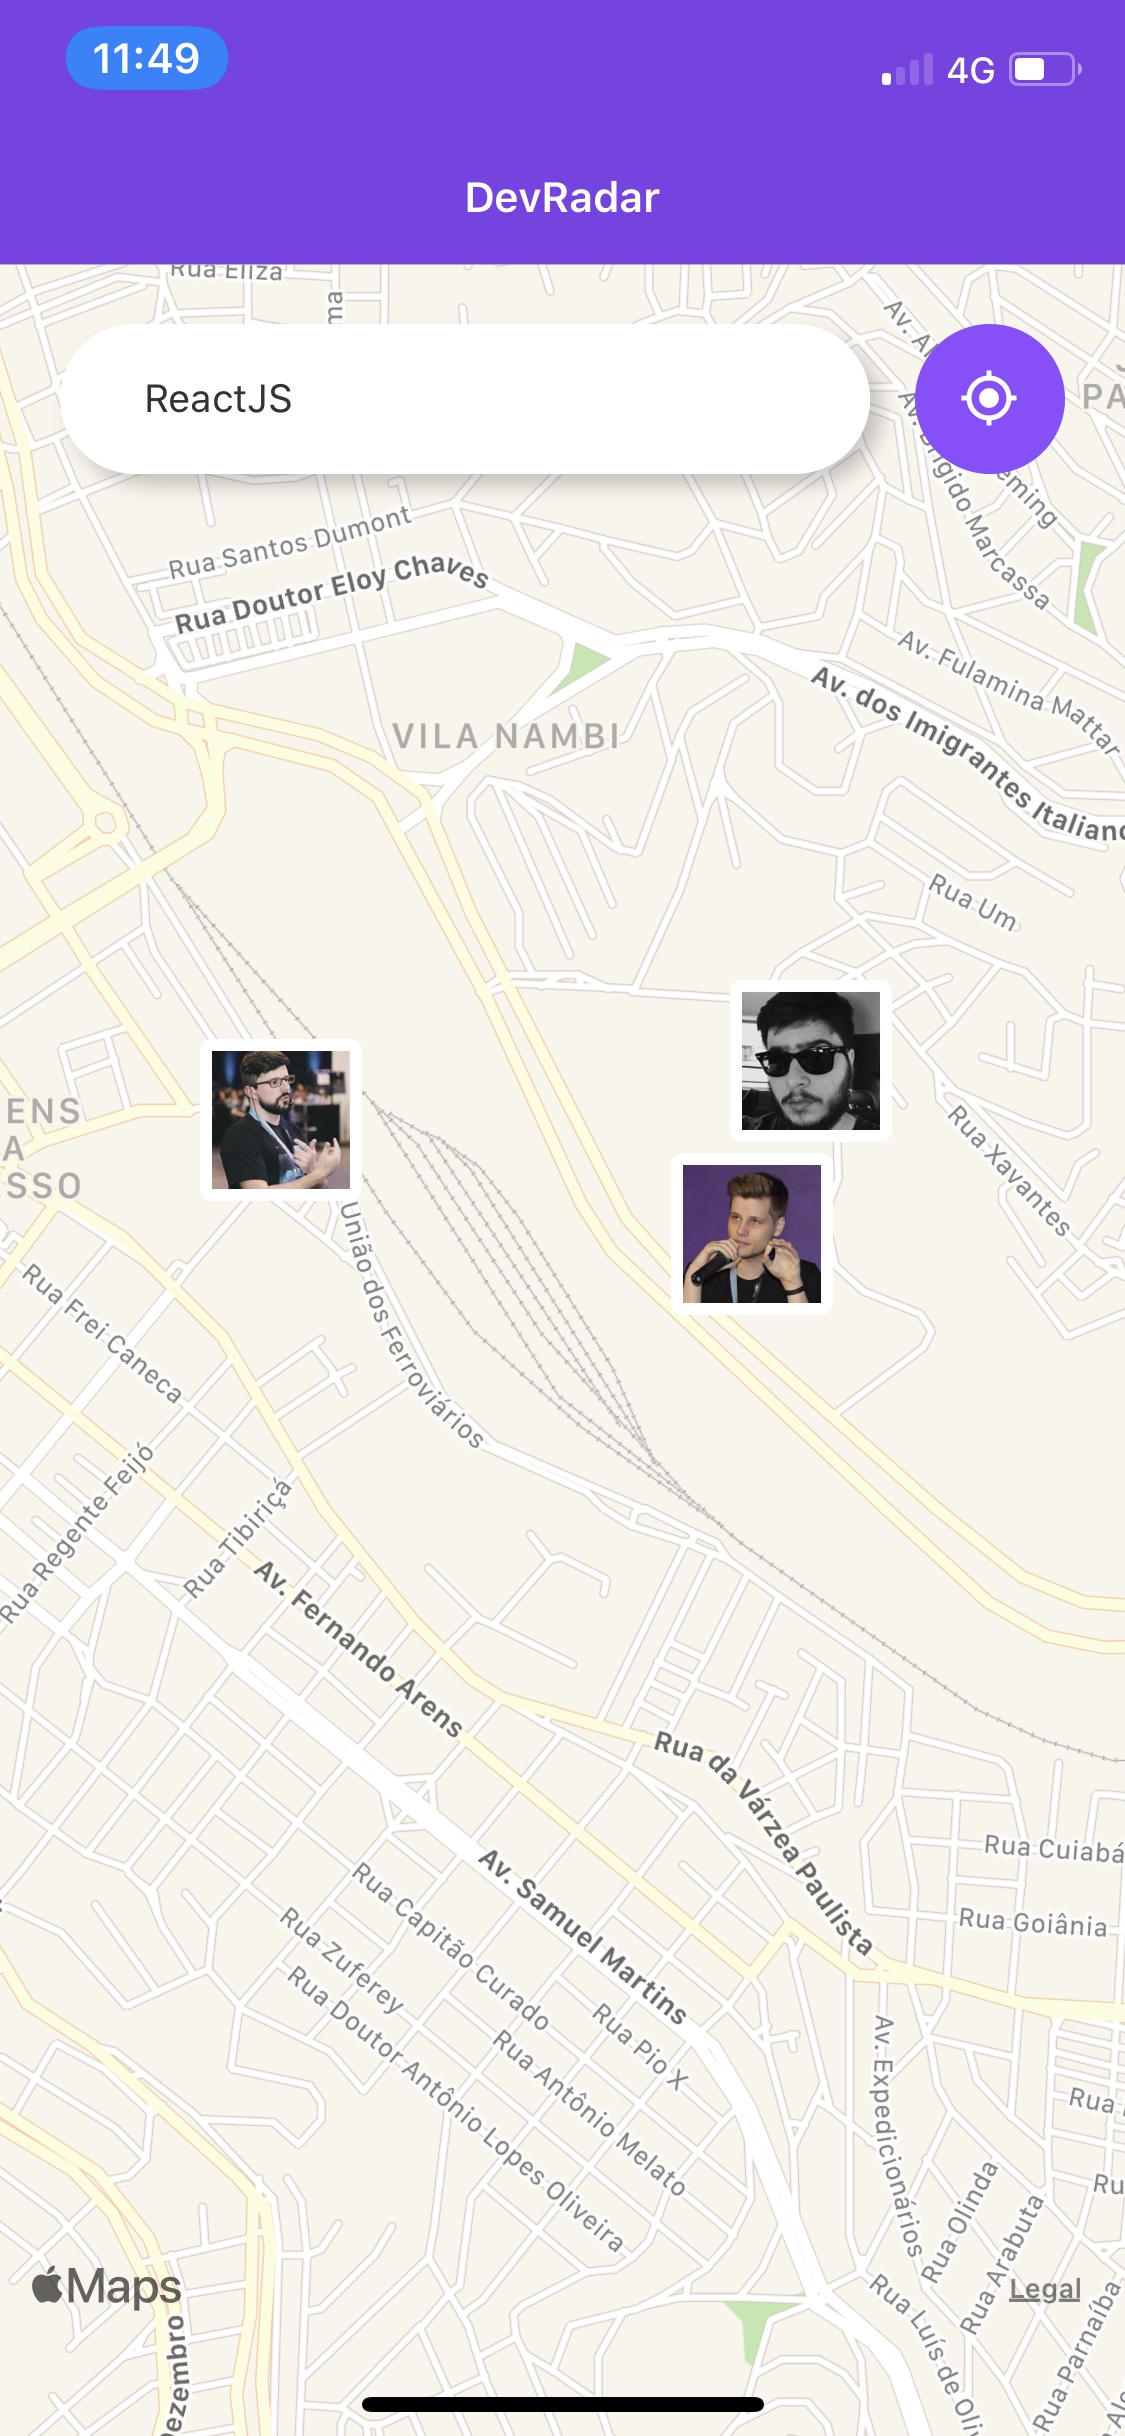 11:49
4G
DevRadar
Rua Eliza
ma
Av. 
ReactJS
PA
Av. Brigido Marcassa
eming
Rua Santos Dumont
Rua Doutor Eloy Chaves
Av. Fulamina Mattar
Av. dos Imigrantes Italiano
VILA NAMBI
Rua Um
ENS
A
ESSO
Rua Xavantes
União dos Ferroviários
Rua Frei Caneca
Rua Regente Feijó
Rua Tibiriçá
Av. Fernando Arens
Rua da Várzea Paulista
Rua Cuiabá
Av. Samuel Martins
Rua Capitão Curado
Rua Goiânia
Rua Zuferey
Rua Doutor Antônio Lopes Oliveira
Rua Pio X
Rua Antônio Melato
Av. Expedicionários
Rua
Ru
Rua Olinda
Rua Arabuta
Maps
Legal
Rua Luís de Oli
Rua Parnaíba
Dezembro